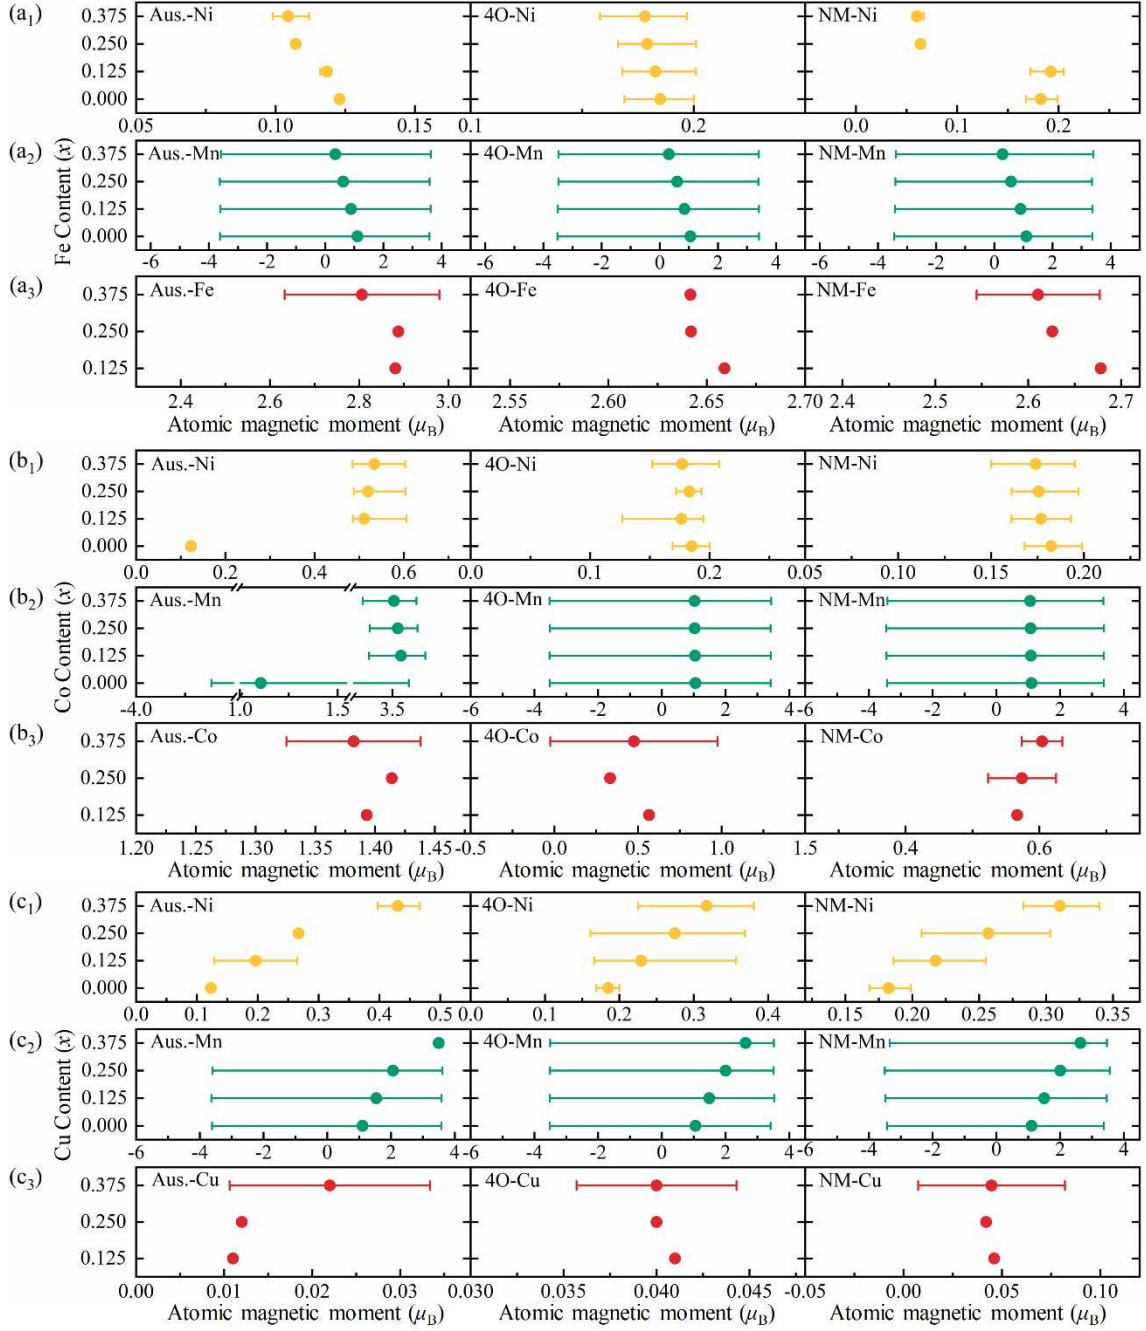 (a1) Aus.-Ni 4O-Ni NM-Ni
0.375
0.250
0.125
0.000
0.05 0.10 0.15 0.1 0.2 0.0 0.1 0.2
(a2) Aus.-Mn 4O-Mn NM-Mn
0.375
0.250
0.125
0.000
-6 -4 -2 0 2 4 -6 -4 -2 0 2 4 -6 -4 -2 0 2 4
Fe Content (x)
(a3) Aus.-Fe 4O-Fe NM-Fe
0.375
0.250
0.125
2.4 2.6 2.8 3.0 2.55 2.60 2.65 2.70 2.4 2.5 2.6 2.7
Atomic magnetic moment (μB) Atomic magnetic moment (μB) Atomic magnetic moment (μB)
(b1) Aus.-Ni 4O-Ni NM-Ni
0.375
0.250
0.125
0.000
0.0 0.2 0.4 0.6 0.0 0.1 0.2 0.05 0.10 0.15 0.20
(b2) Aus.-Mn 4O-Mn NM-Mn
0.375
0.250
0.125
0.000
-4.0 1.0 1.5 3.5 -6 -4 -2 0 2 4 -6 -4 -2 0 2 4
Co Content (x)
(b3) Aus.-Co 4O-Co NM-Co
0.375
0.250
0.125
1.20 1.25 1.30 1.35 1.40 1.45 -0.5 0.0 0.5 1.0 1.5 0.4 0.6
Atomic magnetic moment (μB) Atomic magnetic moment (μB) Atomic magnetic moment (μB)
(c1) Aus.-Ni 4O-Ni NM-Ni
0.375
0.250
0.125
0.000
0.0 0.1 0.2 0.3 0.4 0.5 0.0 0.1 0.2 0.3 0.4 0.15 0.20 0.25 0.30 0.35
(c2) Aus.-Mn 4O-Mn NM-Mn
0.375
0.250
0.125
0.000
-6 -4 -2 0 2 4 -6 -4 -2 0 2 4 -6 -4 -2 0 2 4
Cu Content (x)
(c3) Aus.-Cu 4O-Cu NM-Cu
0.375
0.250
0.125
0.00 0.01 0.02 0.03 0.030 0.035 0.040 0.045 -0.05 0.00 0.05 0.10
Atomic magnetic moment (μB) Atomic magnetic moment (μB) Atomic magnetic moment (μB)